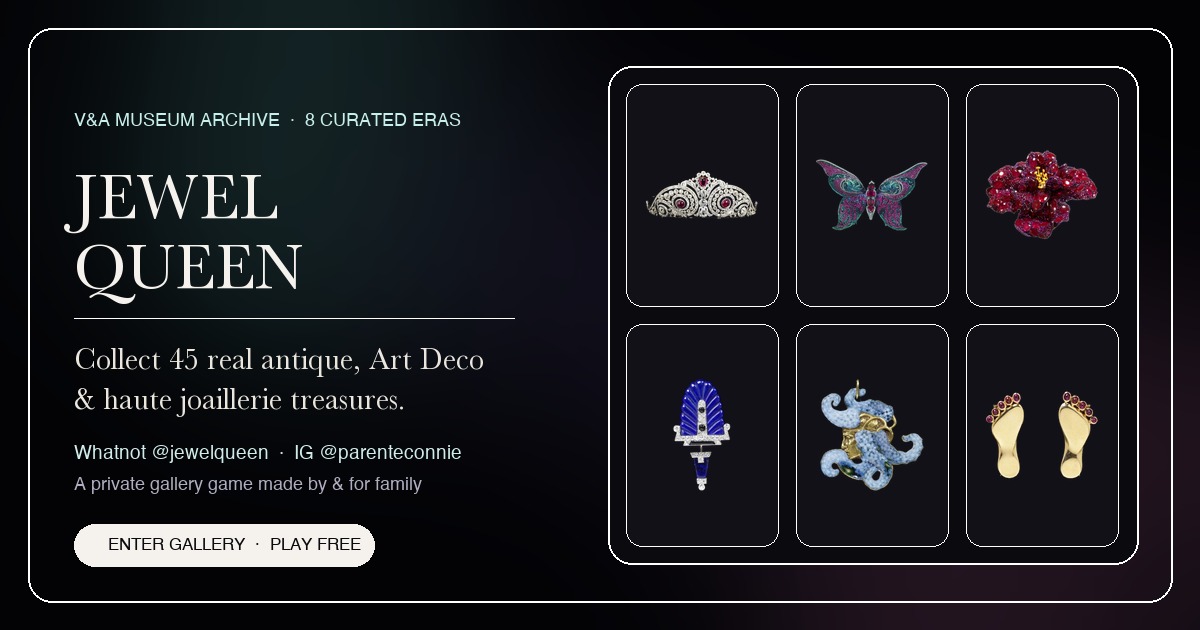 V&A MUSEUM ARCHIVE · 8 CURATED ERAS
JEWEL
QUEEN
Collect 45 real antique, Art Deco
& haute joaillerie treasures.
Whatnot @jewelqueen · IG @parenteconnie
A private gallery game made by & for family
ENTER GALLERY · PLAY FREE